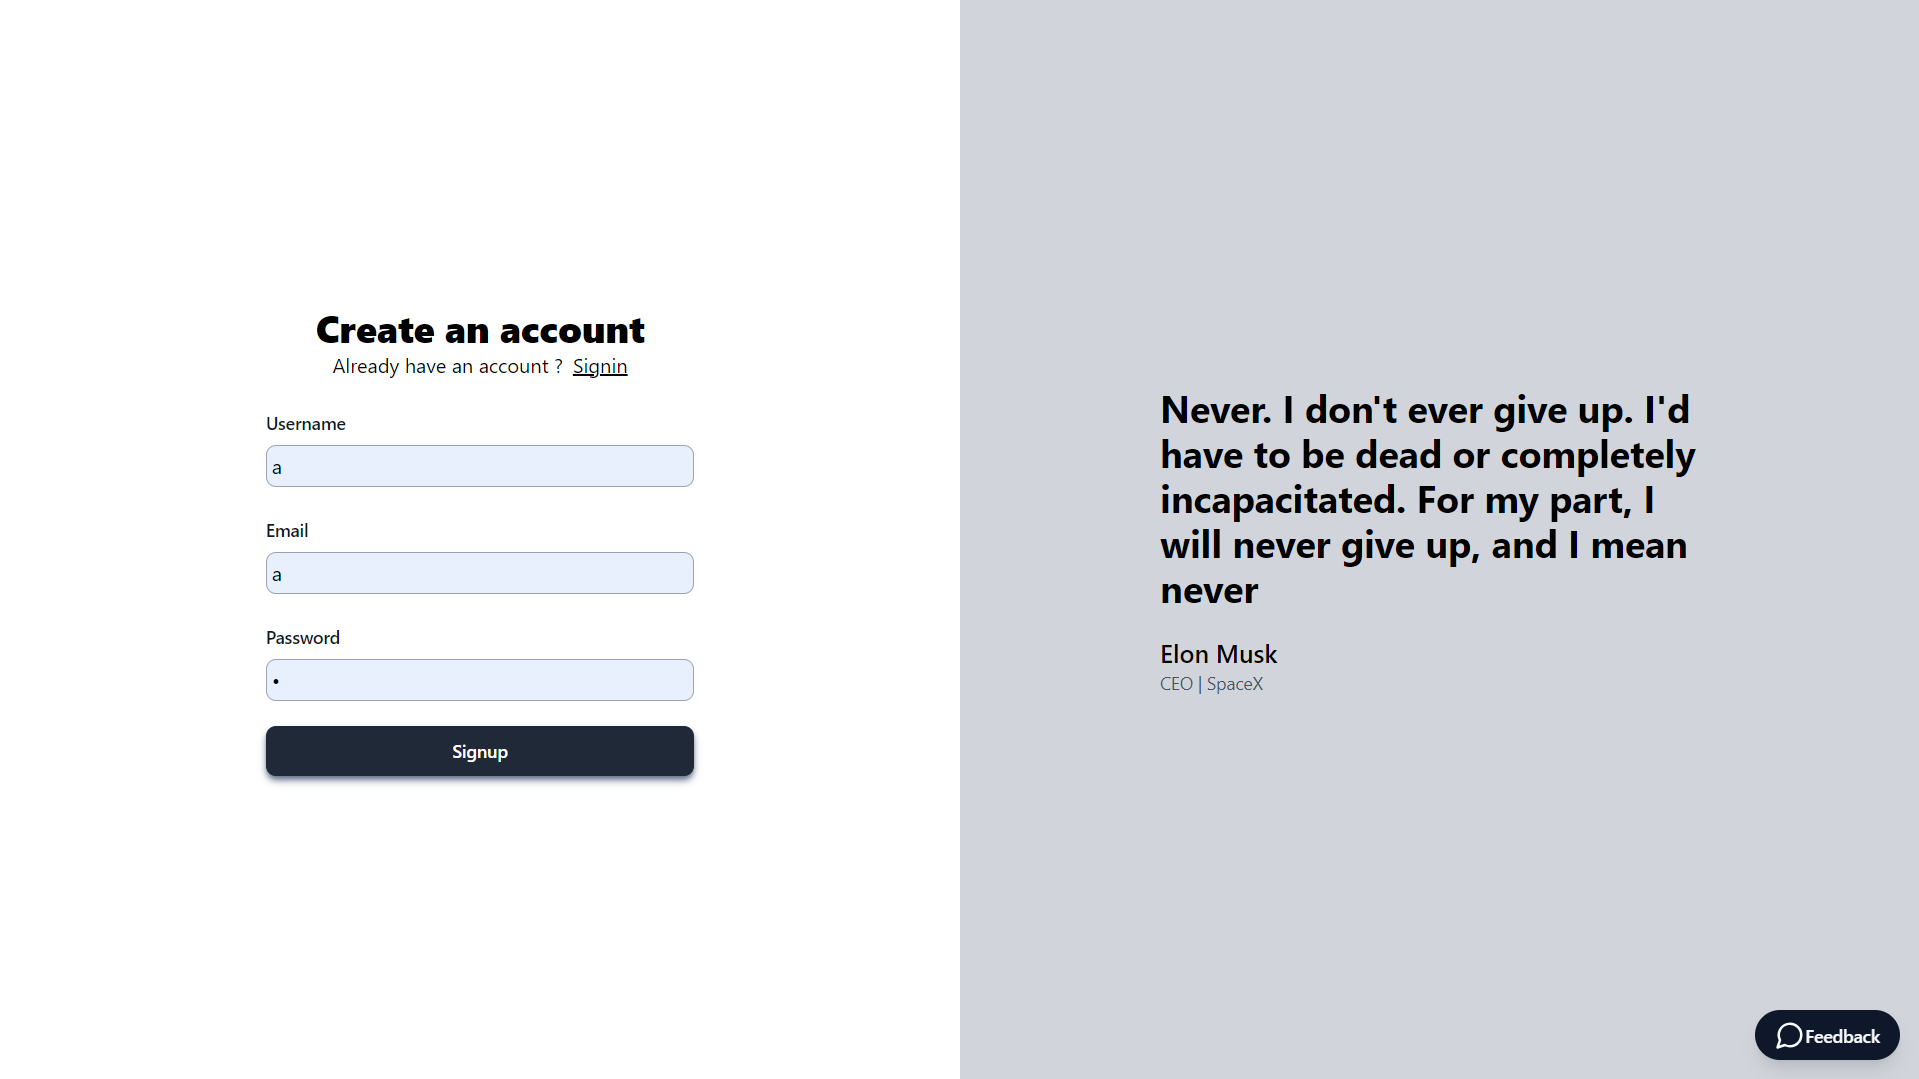 Create an account
Already have an account ? Signin
Username
a
Email
a
Password
•
Signup
Never. I don't ever give up. I'd
have to be dead or completely
incapacitated. For my part, I
will never give up, and I mean
never
Elon Musk
CEO | SpaceX
Feedback